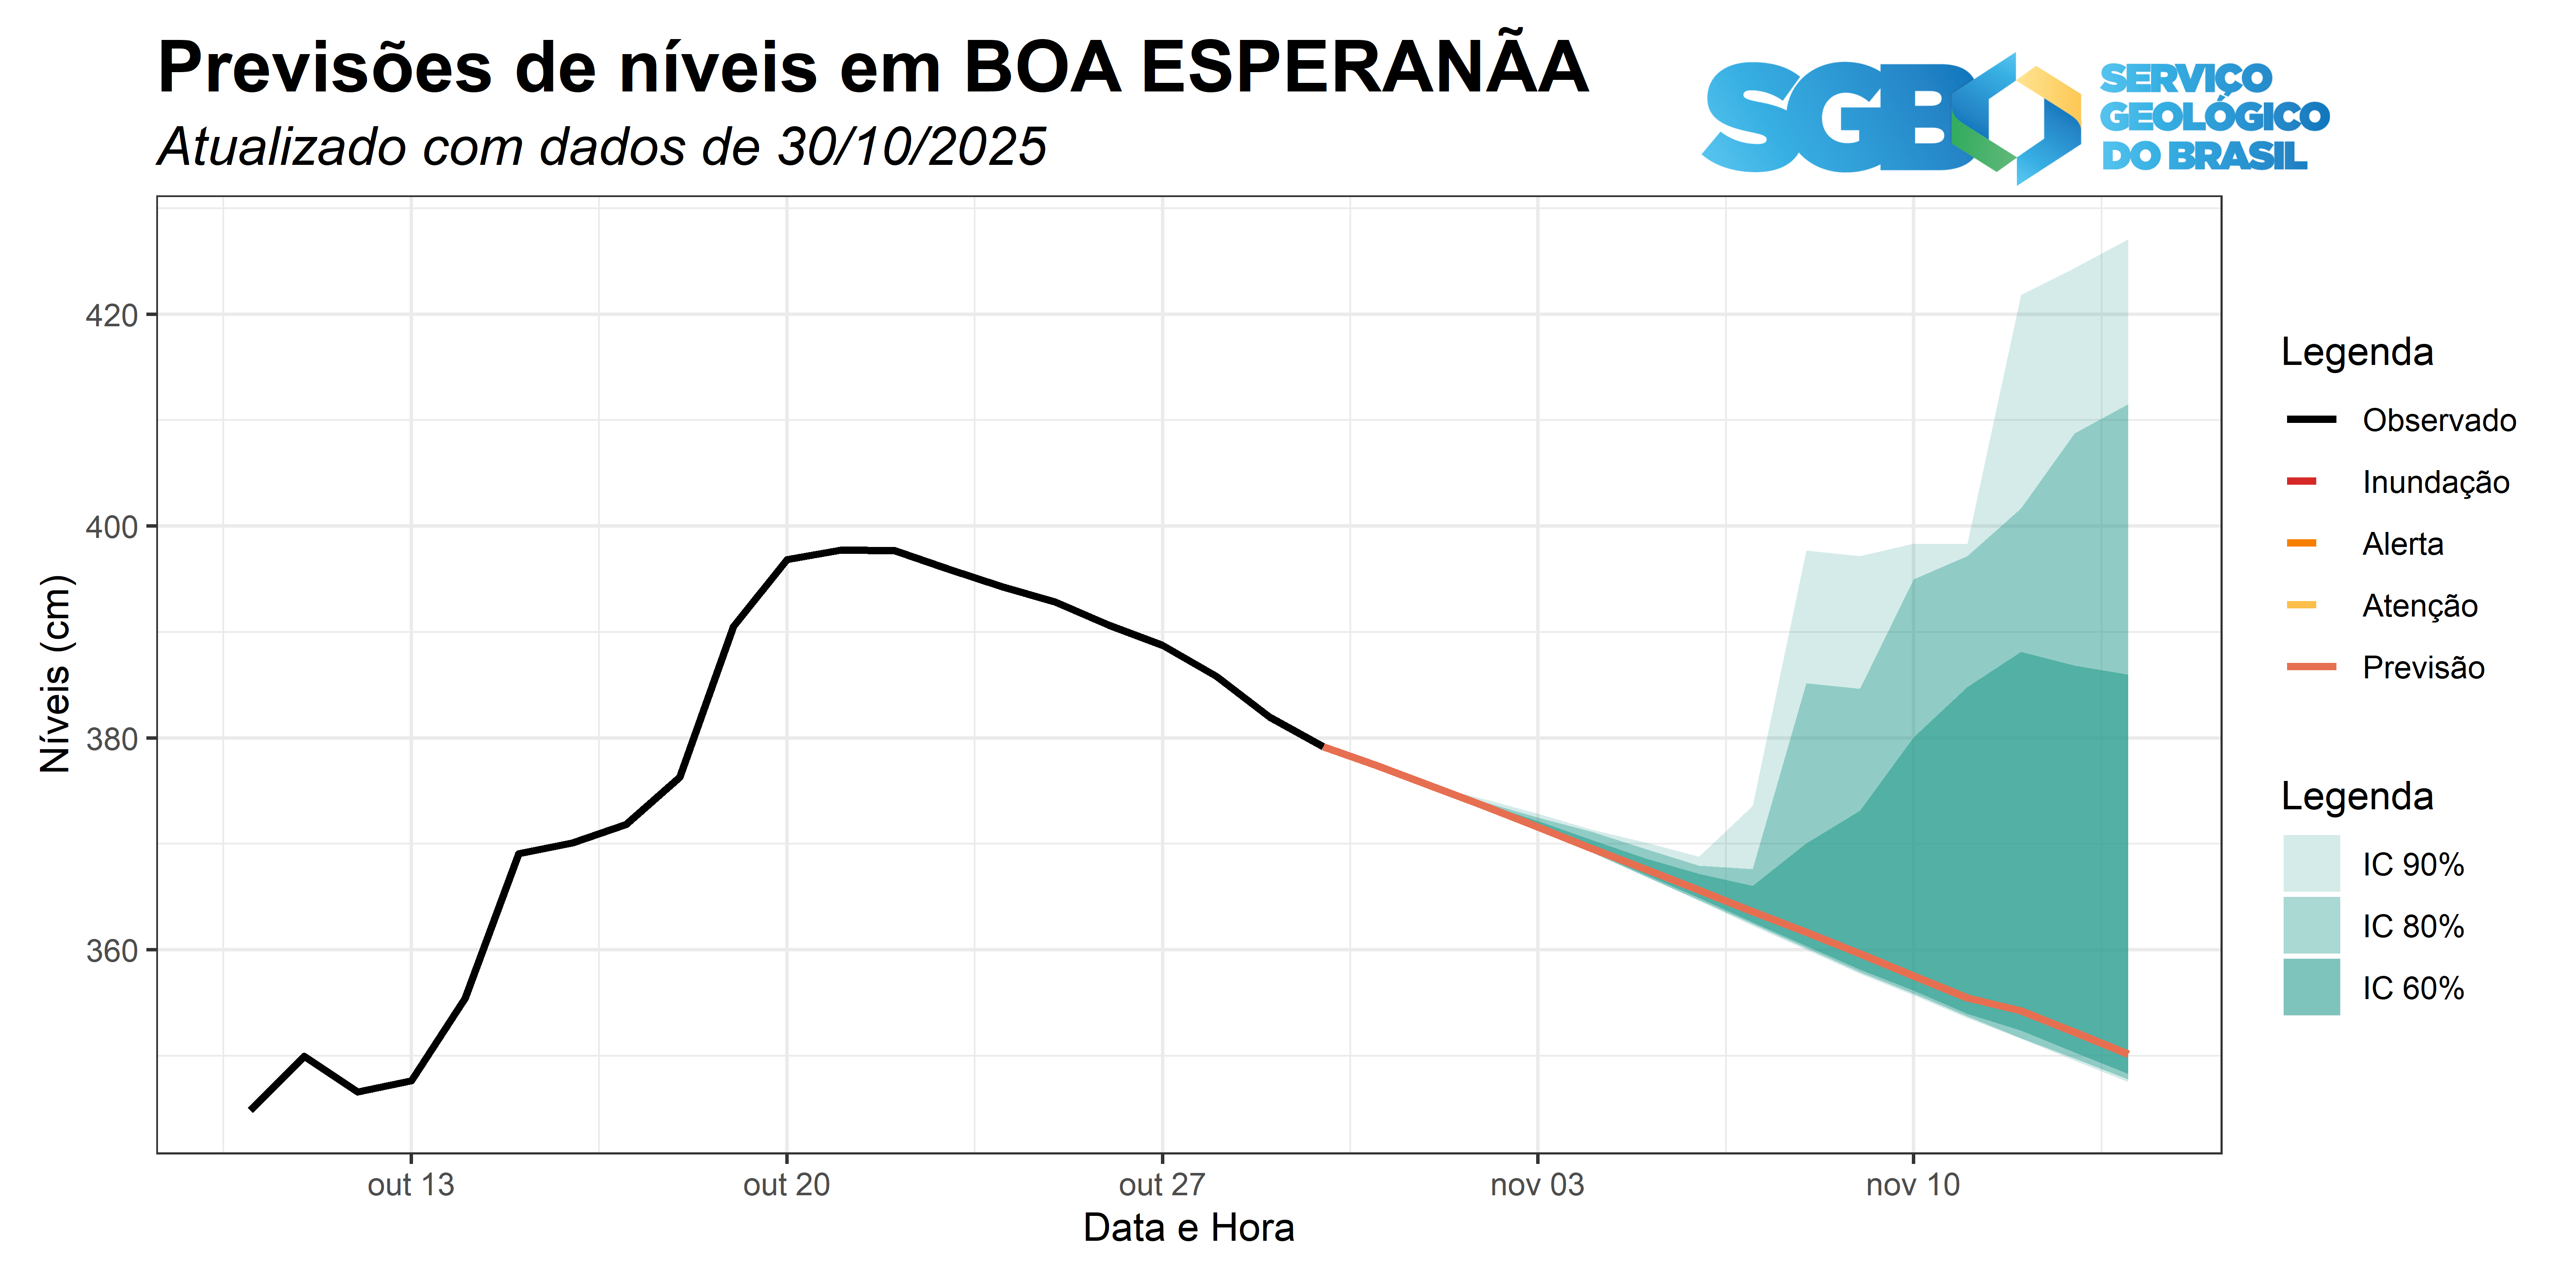 Previsões de níveis em BOA ESPERANÃA
Atualizado com dados de 30/10/2025
SGB
SERVIÇO
GEOLÓGICO
DO BRASIL
Níveis (cm)
420
400
380
360
out 13
out 20
out 27
nov 03
nov 10
Data e Hora
Legenda
Observado
Inundação
Alerta
Atenção
Previsão
Legenda
IC 90%
IC 80%
IC 60%